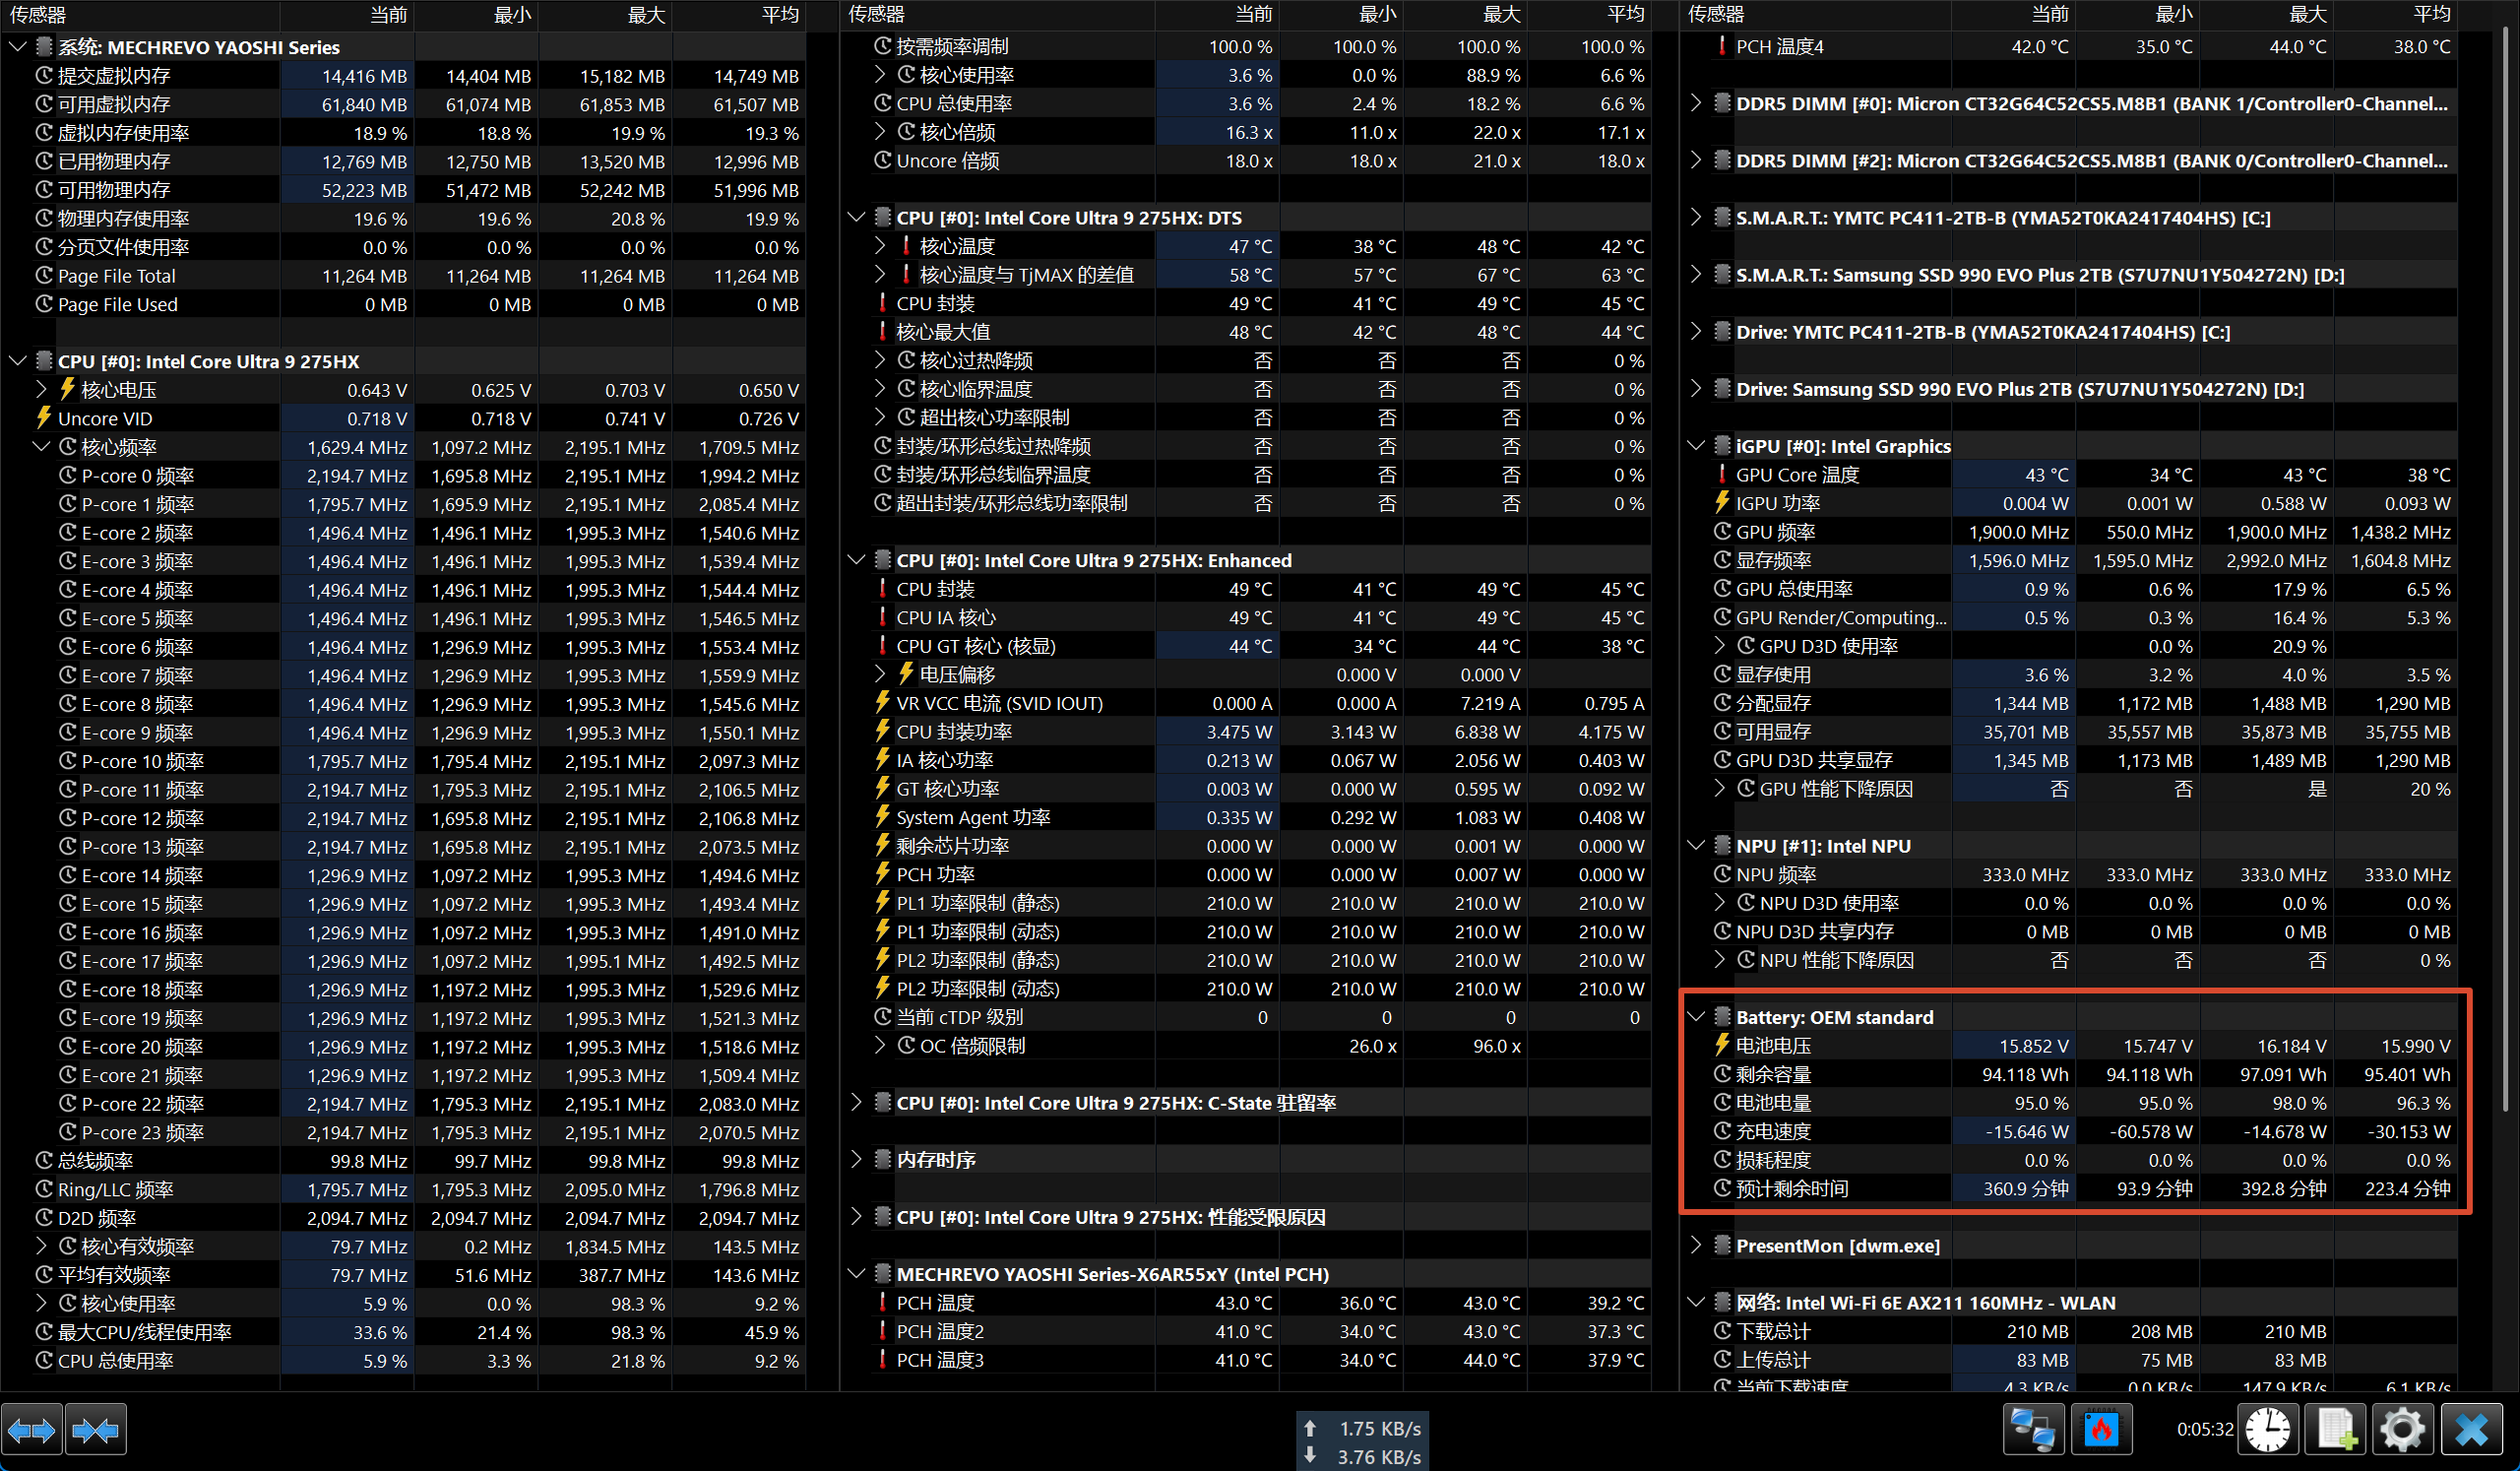 传感器 当前 最小 最大 平均
系统: MECHREVO YAOSHI Series
提交虚拟内存 14,416 MB 14,404 MB 15,182 MB 14,749 MB
可用虚拟内存 61,840 MB 61,074 MB 61,853 MB 61,507 MB
虚拟内存使用率 18.9 % 18.8 % 19.9 % 19.3 %
已用物理内存 12,769 MB 12,750 MB 13,520 MB 12,996 MB
可用物理内存 52,223 MB 51,472 MB 52,242 MB 51,996 MB
物理内存使用率 19.6 % 19.6 % 20.8 % 19.9 %
分页文件使用率 0.0 % 0.0 % 0.0 % 0.0 %
Page File Total 11,264 MB 11,264 MB 11,264 MB 11,264 MB
Page File Used 0 MB 0 MB 0 MB 0 MB
CPU [#0]: Intel Core Ultra 9 275HX
核心电压 0.643 V 0.625 V 0.703 V 0.650 V
Uncore VID 0.718 V 0.718 V 0.741 V 0.726 V
核心频率 1,629.4 MHz 1,097.2 MHz 2,195.1 MHz 1,709.5 MHz
P-core 0 频率 2,194.7 MHz 1,695.8 MHz 2,195.1 MHz 1,994.2 MHz
P-core 1 频率 1,795.7 MHz 1,695.9 MHz 2,195.1 MHz 2,085.4 MHz
E-core 2 频率 1,496.4 MHz 1,496.1 MHz 1,995.3 MHz 1,540.6 MHz
E-core 3 频率 1,496.4 MHz 1,496.1 MHz 1,995.3 MHz 1,539.4 MHz
E-core 4 频率 1,496.4 MHz 1,496.1 MHz 1,995.3 MHz 1,544.4 MHz
E-core 5 频率 1,496.4 MHz 1,496.1 MHz 1,995.3 MHz 1,546.5 MHz
E-core 6 频率 1,496.4 MHz 1,296.9 MHz 1,995.3 MHz 1,553.4 MHz
E-core 7 频率 1,496.4 MHz 1,296.9 MHz 1,995.3 MHz 1,559.9 MHz
E-core 8 频率 1,496.4 MHz 1,296.9 MHz 1,995.3 MHz 1,545.6 MHz
E-core 9 频率 1,496.4 MHz 1,296.9 MHz 1,995.3 MHz 1,550.1 MHz
P-core 10 频率 1,795.7 MHz 1,795.4 MHz 2,195.1 MHz 2,097.3 MHz
P-core 11 频率 2,194.7 MHz 1,795.3 MHz 2,195.1 MHz 2,106.5 MHz
P-core 12 频率 2,194.7 MHz 1,695.8 MHz 2,195.1 MHz 2,106.8 MHz
P-core 13 频率 2,194.7 MHz 1,695.8 MHz 2,195.1 MHz 2,073.5 MHz
E-core 14 频率 1,296.9 MHz 1,097.2 MHz 1,995.3 MHz 1,494.6 MHz
E-core 15 频率 1,296.9 MHz 1,097.2 MHz 1,995.3 MHz 1,493.4 MHz
E-core 16 频率 1,296.9 MHz 1,097.2 MHz 1,995.3 MHz 1,491.0 MHz
E-core 17 频率 1,296.9 MHz 1,097.2 MHz 1,995.1 MHz 1,492.5 MHz
E-core 18 频率 1,296.9 MHz 1,197.2 MHz 1,995.3 MHz 1,529.6 MHz
E-core 19 频率 1,296.9 MHz 1,197.2 MHz 1,995.3 MHz 1,521.3 MHz
E-core 20 频率 1,296.9 MHz 1,197.2 MHz 1,995.3 MHz 1,518.6 MHz
E-core 21 频率 1,296.9 MHz 1,197.2 MHz 1,995.3 MHz 1,509.4 MHz
P-core 22 频率 2,194.7 MHz 1,795.3 MHz 2,195.1 MHz 2,083.0 MHz
P-core 23 频率 2,194.7 MHz 1,795.3 MHz 2,195.1 MHz 2,070.5 MHz
总线频率 99.8 MHz 99.7 MHz 99.8 MHz 99.8 MHz
Ring/LLC 频率 1,795.7 MHz 1,795.3 MHz 2,095.0 MHz 1,796.8 MHz
D2D 频率 2,094.7 MHz 2,094.7 MHz 2,094.7 MHz 2,094.7 MHz
核心有效频率 79.7 MHz 0.2 MHz 1,834.5 MHz 143.5 MHz
平均有效频率 79.7 MHz 51.6 MHz 387.7 MHz 143.6 MHz
核心使用率 5.9 % 0.0 % 98.3 % 9.2 %
最大CPU/线程使用率 33.6 % 21.4 % 98.3 % 45.9 %
CPU 总使用率 5.9 % 3.3 % 21.8 % 9.2 %
传感器 当前 最小 最大 平均
按需频率调制 100.0 % 100.0 % 100.0 % 100.0 %
核心使用率 3.6 % 0.0 % 88.9 % 6.6 %
CPU 总使用率 3.6 % 2.4 % 18.2 % 6.6 %
核心倍频 16.3 x 11.0 x 22.0 x 17.1 x
Uncore 倍频 18.0 x 18.0 x 21.0 x 18.0 x
CPU [#0]: Intel Core Ultra 9 275HX: DTS
核心温度 47 °C 38 °C 48 °C 42 °C
核心温度与 TjMAX 的差值 58 °C 57 °C 67 °C 63 °C
CPU 封装 49 °C 41 °C 49 °C 45 °C
核心最大值 48 °C 42 °C 48 °C 44 °C
核心过热降频 否 否 否 0 %
核心临界温度 否 否 否 0 %
超出核心功率限制 否 否 否 0 %
封装/环形总线过热降频 否 否 否 0 %
封装/环形总线临界温度 否 否 否 0 %
超出封装/环形总线功率限制 否 否 否 0 %
CPU [#0]: Intel Core Ultra 9 275HX: Enhanced
CPU 封装 49 °C 41 °C 49 °C 45 °C
CPU IA 核心 49 °C 41 °C 49 °C 45 °C
CPU GT 核心 (核显) 44 °C 34 °C 44 °C 38 °C
电压偏移 0.000 V 0.000 V
VR VCC 电流 (SVID IOUT) 0.000 A 0.000 A 7.219 A 0.795 A
CPU 封装功率 3.475 W 3.143 W 6.838 W 4.175 W
IA 核心功率 0.213 W 0.067 W 2.056 W 0.403 W
GT 核心功率 0.003 W 0.000 W 0.595 W 0.092 W
System Agent 功率 0.335 W 0.292 W 1.083 W 0.408 W
剩余芯片功率 0.000 W 0.000 W 0.001 W 0.000 W
PCH 功率 0.000 W 0.000 W 0.007 W 0.000 W
PL1 功率限制 (静态) 210.0 W 210.0 W 210.0 W 210.0 W
PL1 功率限制 (动态) 210.0 W 210.0 W 210.0 W 210.0 W
PL2 功率限制 (静态) 210.0 W 210.0 W 210.0 W 210.0 W
PL2 功率限制 (动态) 210.0 W 210.0 W 210.0 W 210.0 W
当前 cTDP 级别 0 0 0 0
OC 倍频限制 26.0 x 96.0 x
CPU [#0]: Intel Core Ultra 9 275HX: C-State 驻留率
内存时序
CPU [#0]: Intel Core Ultra 9 275HX: 性能受限原因
MECHREVO YAOSHI Series-X6AR55xY (Intel PCH)
PCH 温度 43.0 °C 36.0 °C 43.0 °C 39.2 °C
PCH 温度2 41.0 °C 34.0 °C 43.0 °C 37.3 °C
PCH 温度3 41.0 °C 34.0 °C 44.0 °C 37.9 °C
传感器 当前 最小 最大 平均
PCH 温度4 42.0 °C 35.0 °C 44.0 °C 38.0 °C
DDR5 DIMM [#0]: Micron CT32G64C52CS5.M8B1 (BANK 1/Controller0-Channel...
DDR5 DIMM [#2]: Micron CT32G64C52CS5.M8B1 (BANK 0/Controller0-Channel...
S.M.A.R.T.: YMTC PC411-2TB-B (YMA52T0KA2417404HS) [C:]
S.M.A.R.T.: Samsung SSD 990 EVO Plus 2TB (S7U7NU1Y504272N) [D:]
Drive: YMTC PC411-2TB-B (YMA52T0KA2417404HS) [C:]
Drive: Samsung SSD 990 EVO Plus 2TB (S7U7NU1Y504272N) [D:]
iGPU [#0]: Intel Graphics
GPU Core 温度 43 °C 34 °C 43 °C 38 °C
IGPU 功率 0.004 W 0.001 W 0.588 W 0.093 W
GPU 频率 1,900.0 MHz 550.0 MHz 1,900.0 MHz 1,438.2 MHz
显存频率 1,596.0 MHz 1,595.0 MHz 2,992.0 MHz 1,604.8 MHz
GPU 总使用率 0.9 % 0.6 % 17.9 % 6.5 %
GPU Render/Computing... 0.5 % 0.3 % 16.4 % 5.3 %
GPU D3D 使用率 0.0 % 20.9 %
显存使用 3.6 % 3.2 % 4.0 % 3.5 %
分配显存 1,344 MB 1,172 MB 1,488 MB 1,290 MB
可用显存 35,701 MB 35,557 MB 35,873 MB 35,755 MB
GPU D3D 共享显存 1,345 MB 1,173 MB 1,489 MB 1,290 MB
GPU 性能下降原因 否 否 是 20 %
NPU [#1]: Intel NPU
NPU 频率 333.0 MHz 333.0 MHz 333.0 MHz 333.0 MHz
NPU D3D 使用率 0.0 % 0.0 % 0.0 % 0.0 %
NPU D3D 共享内存 0 MB 0 MB 0 MB 0 MB
NPU 性能下降原因 否 否 否 0 %
Battery: OEM standard
电池电压 15.852 V 15.747 V 16.184 V 15.990 V
剩余容量 94.118 Wh 94.118 Wh 97.091 Wh 95.401 Wh
电池电量 95.0 % 95.0 % 98.0 % 96.3 %
充电速度 -15.646 W -60.578 W -14.678 W -30.153 W
损耗程度 0.0 % 0.0 % 0.0 % 0.0 %
预计剩余时间 360.9 分钟 93.9 分钟 392.8 分钟 223.4 分钟
PresentMon [dwm.exe]
网络: Intel Wi-Fi 6E AX211 160MHz - WLAN
下载总计 210 MB 208 MB 210 MB
上传总计 83 MB 75 MB 83 MB
当前下载速度 4.3 KB/s 0.0 KB/s 147.9 KB/s 6.1 KB/s
1.75 KB/s
3.76 KB/s
0:05:32